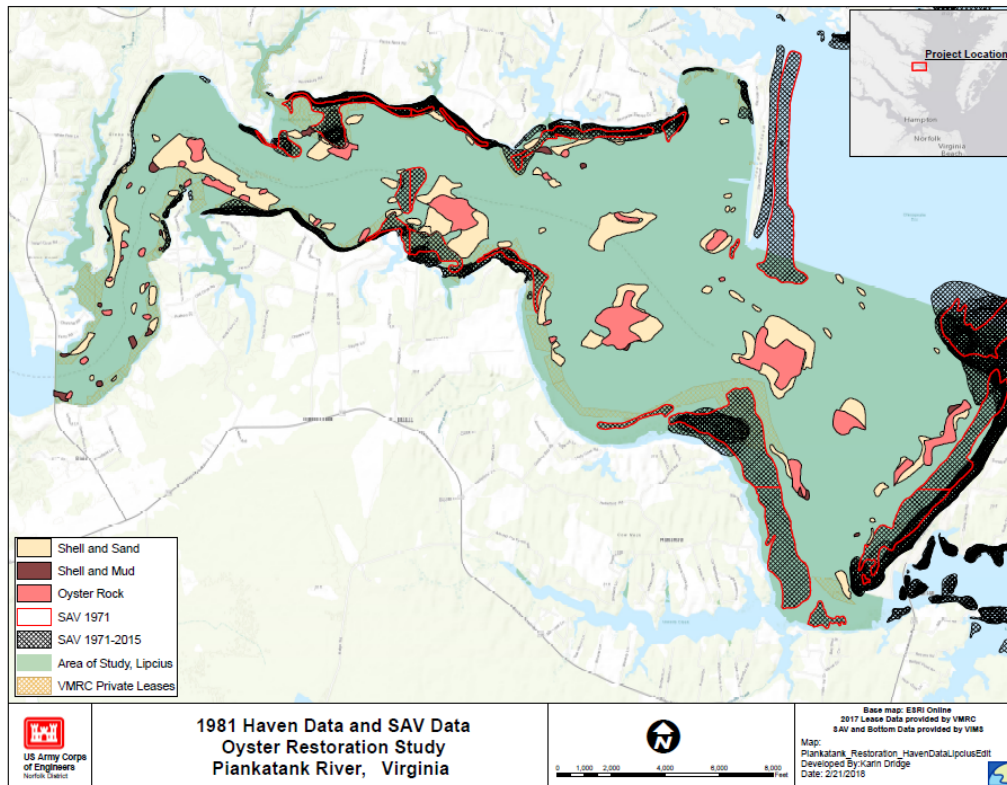 Project Location
Hampton
Norfolk
Virginia
Beach
Shell and Sand
Shell and Mud
Oyster Rock
SAV 1971
SAV 1971-2015
Area of Study, Lipcius
VMRC Private Leases
US Army Corps
of Engineers
Norfolk District
1981 Haven Data and SAV Data
Oyster Restoration Study
Piankatank River, Virginia
N
0 1,000 2,000 4,000 6,000 8,000
Feet
Base map: ESRI Online
2017 Lease Data provided by VMRC
SAV and Bottom Data provided by VIMS
Map:
Piankatank_Restoration_HavenDataLipciusEdit
Developed By:Karin Dridge
Date: 2/21/2018